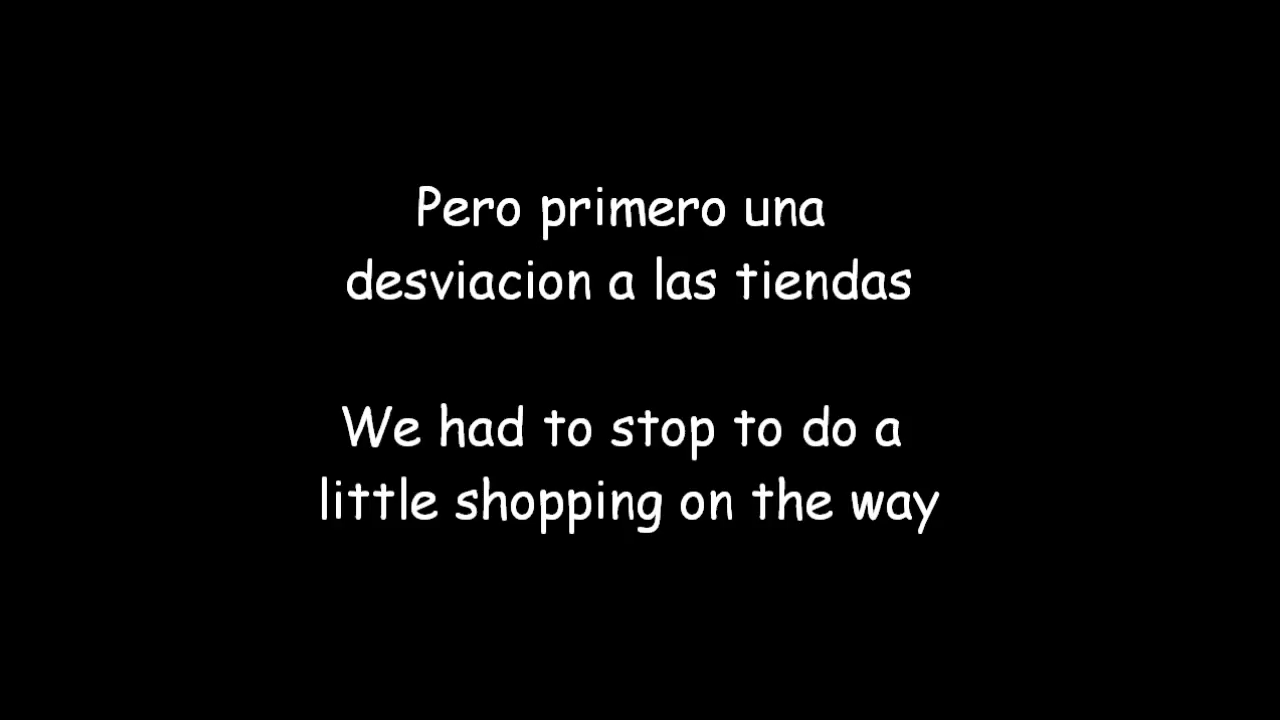 Pero primero una
desviacion a las tiendas
We had to stop to do a
little shopping on the way